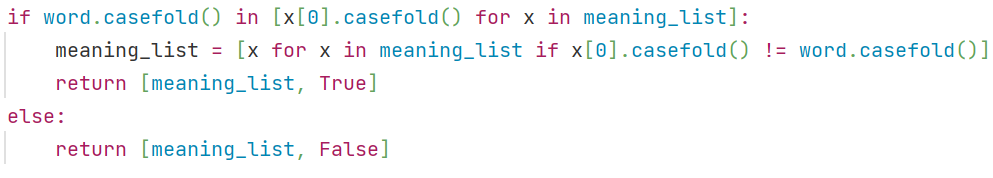 if word.casefold() in [x[0].casefold() for x in meaning_list]:
    meaning_list = [x for x in meaning_list if x[0].casefold() != word.casefold()]
    return [meaning_list, True]
else:
    return [meaning_list, False]